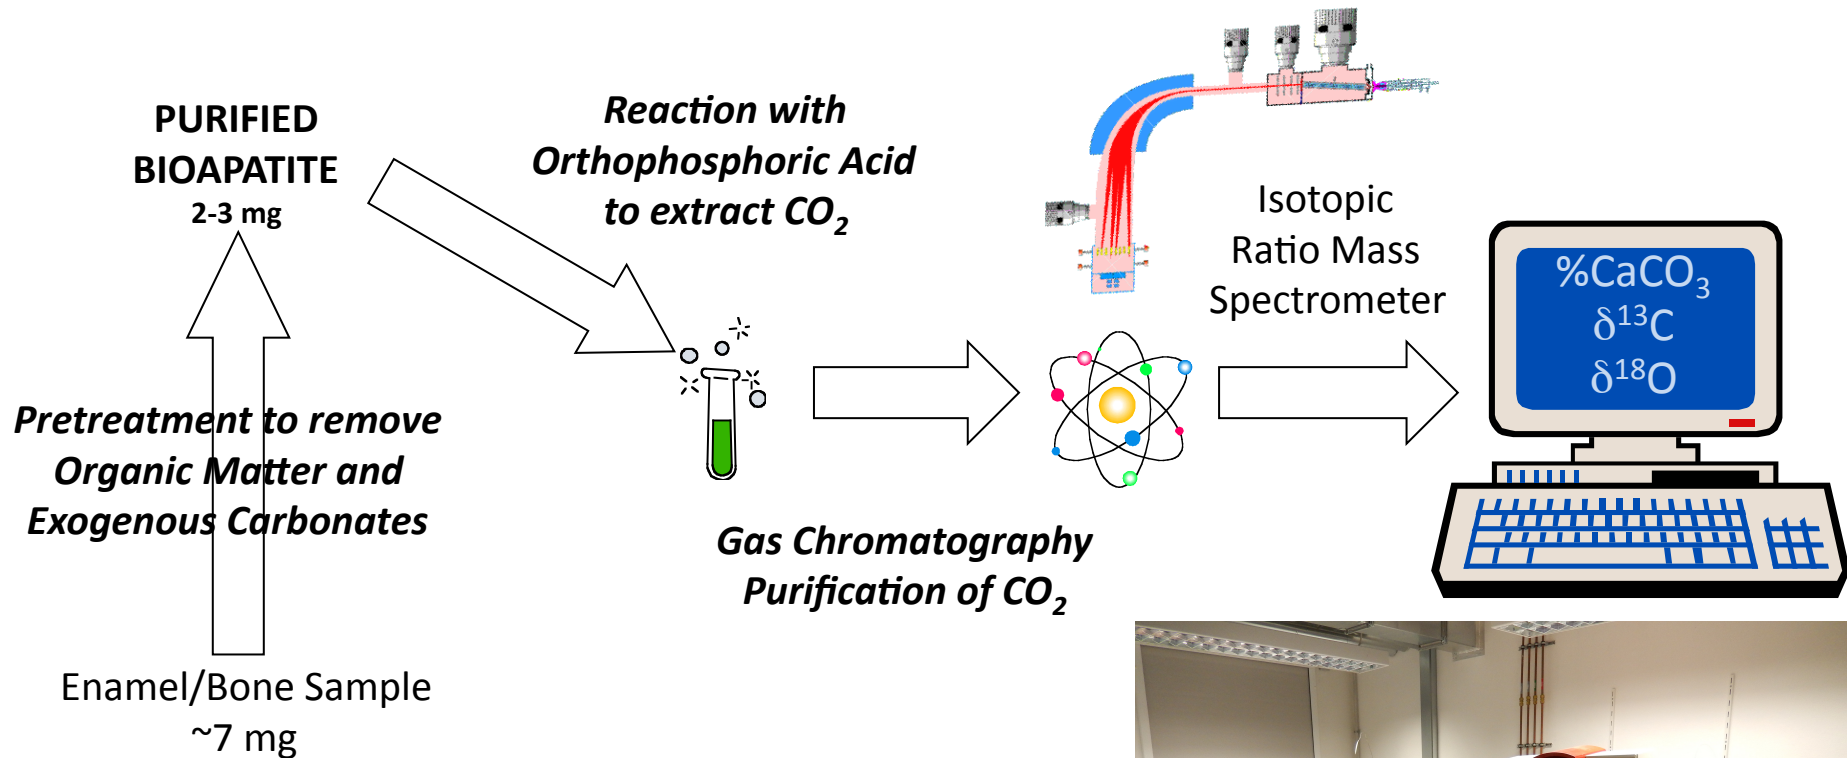 PURIFIED
BIOAPATITE
2-3 mg
Reaction with
Orthophosphoric Acid
to extract CO₂
Isotopic
Ratio Mass
Spectrometer
%CaCO₃
δ¹³C
δ¹⁸O
Pretreatment to remove
Organic Matter and
Exogenous Carbonates
Gas Chromatography
Purification of CO₂
Enamel/Bone Sample
~7 mg